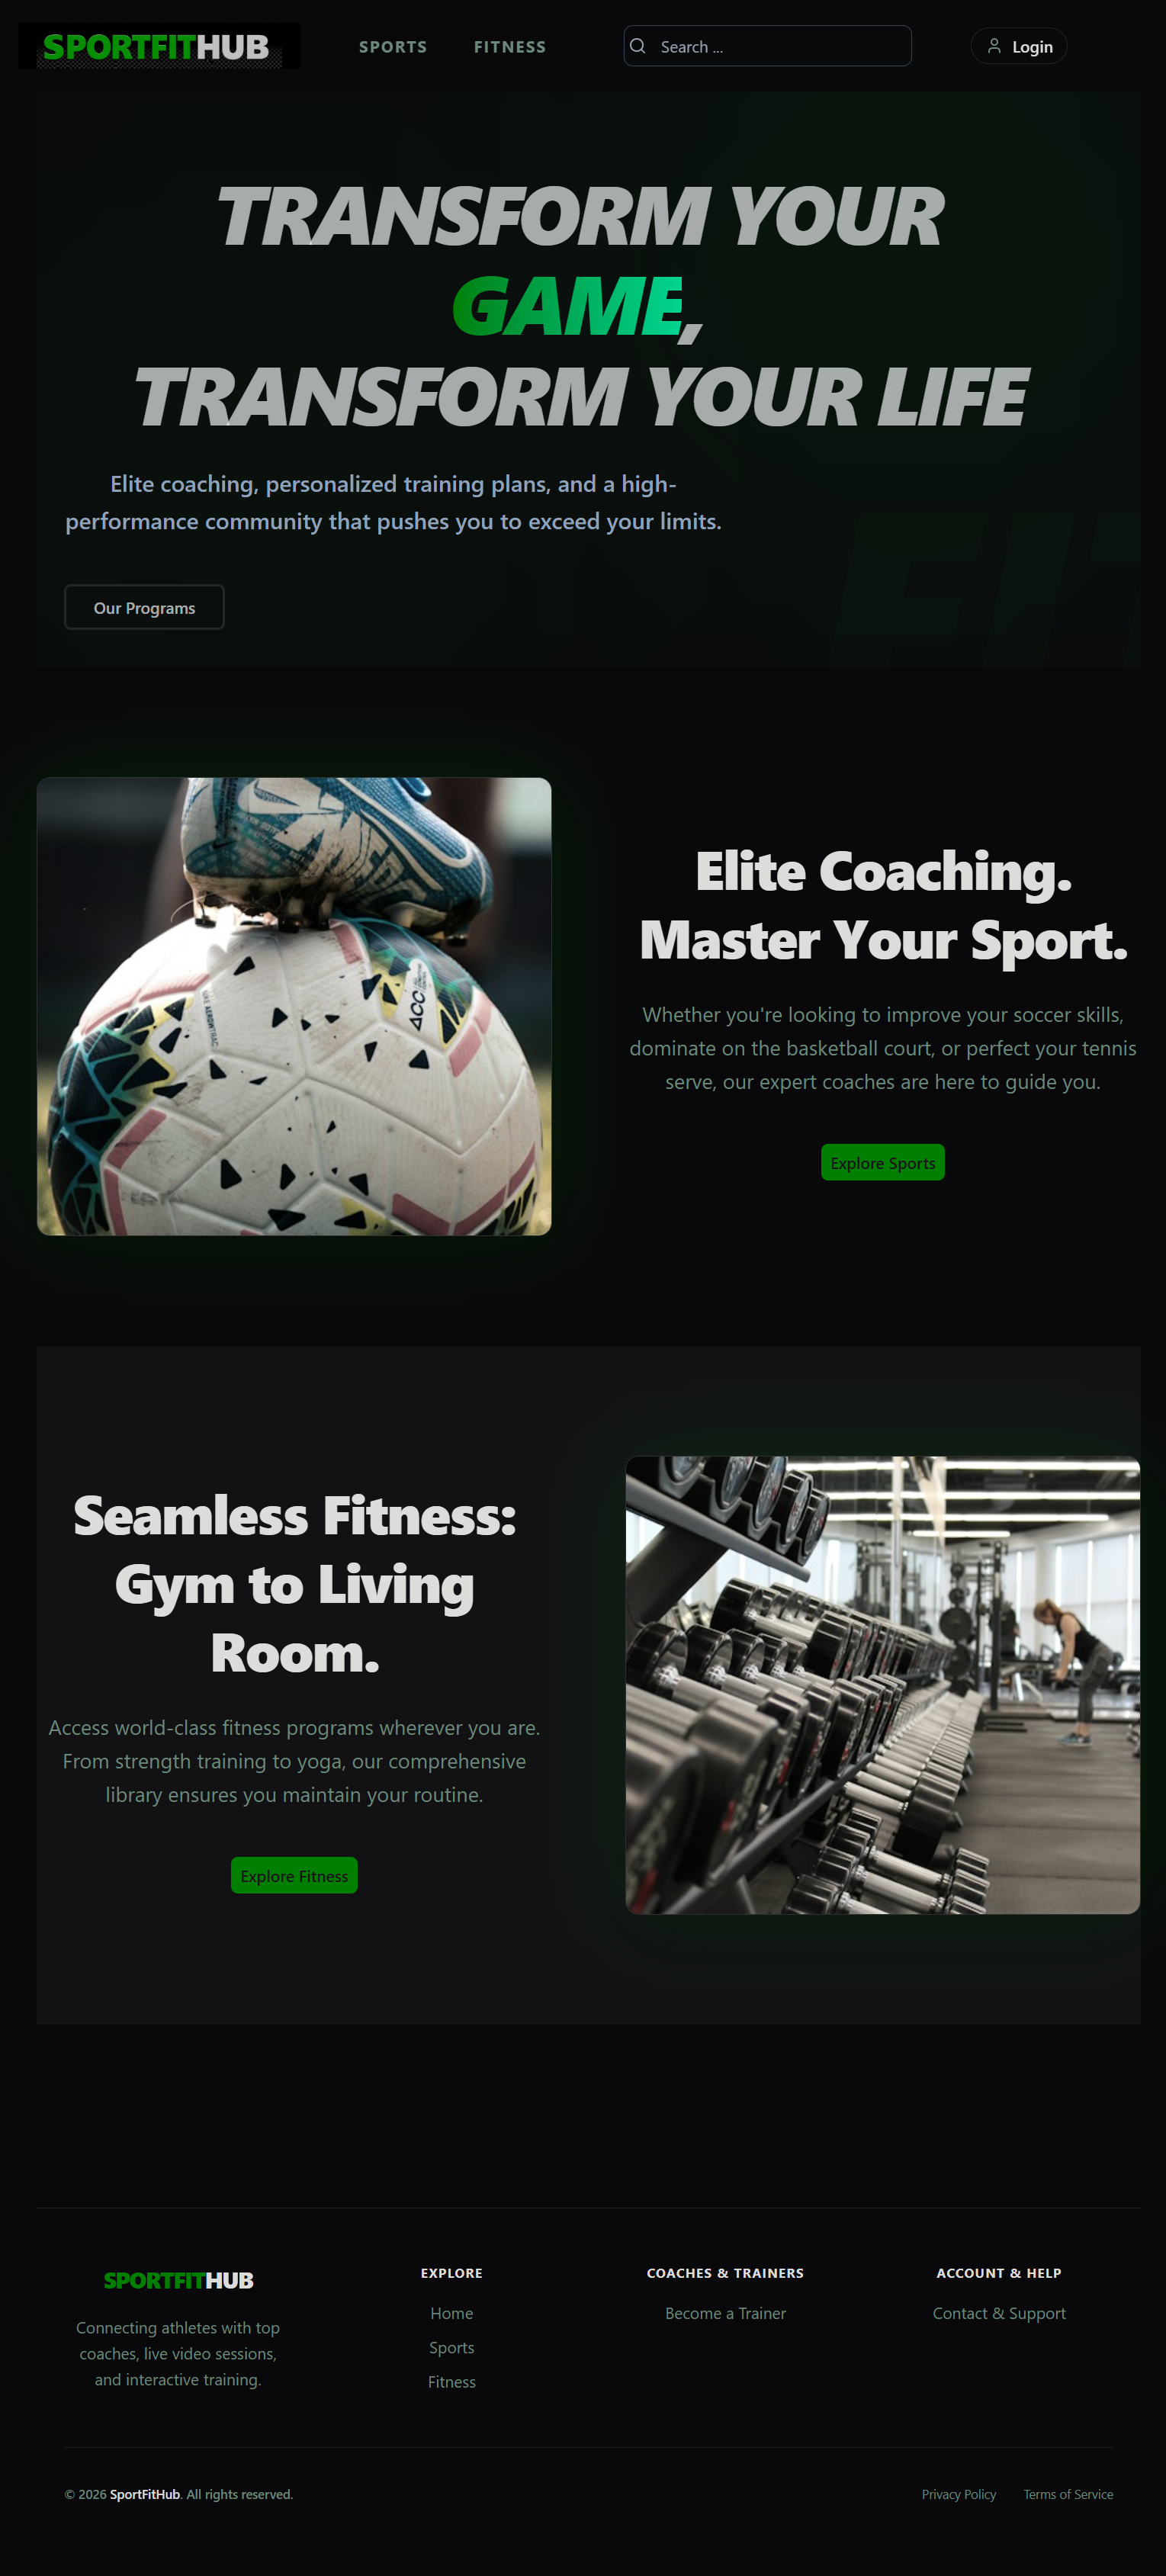 SPORTFITHUB
SPORTS
FITNESS
Search ...
Login
TRANSFORM YOUR
GAME,
TRANSFORM YOUR LIFE
Elite coaching, personalized training plans, and a high-
performance community that pushes you to exceed your limits.
Our Programs
FIT
ACC
Elite Coaching.
Master Your Sport.
Whether you're looking to improve your soccer skills,
dominate on the basketball court, or perfect your tennis
serve, our expert coaches are here to guide you.
Explore Sports
Seamless Fitness:
Gym to Living
Room.
Access world-class fitness programs wherever you are.
From strength training to yoga, our comprehensive
library ensures you maintain your routine.
Explore Fitness
SPORTFITHUB
Connecting athletes with top
coaches, live video sessions,
and interactive training.
EXPLORE
Home
Sports
Fitness
COACHES & TRAINERS
Become a Trainer
ACCOUNT & HELP
Contact & Support
© 2026 SportFitHub. All rights reserved.
Privacy Policy
Terms of Service